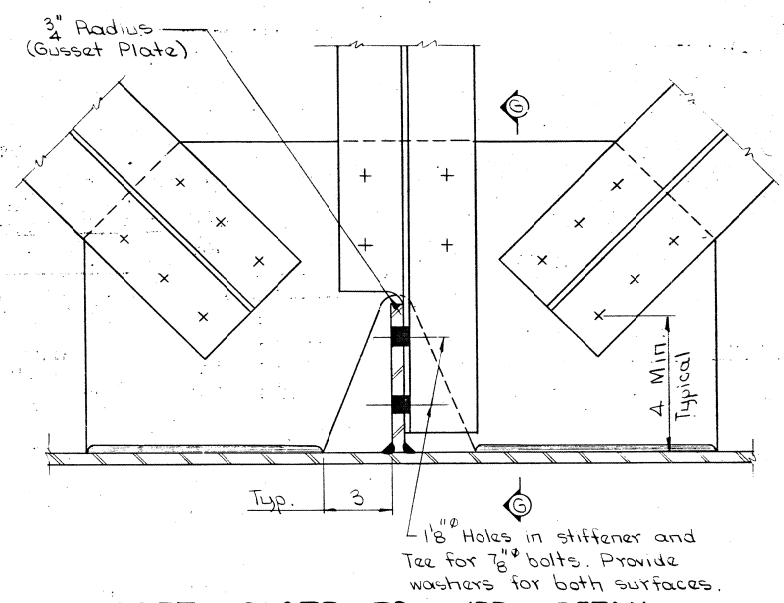 3/4" Radius
(Gusset Plate)
G
4 Min.
Typical
Typ. 3
G
1 1/8"ø Holes in stiffener and
Tee for 7/8"ø bolts. Provide
washers for both surfaces.